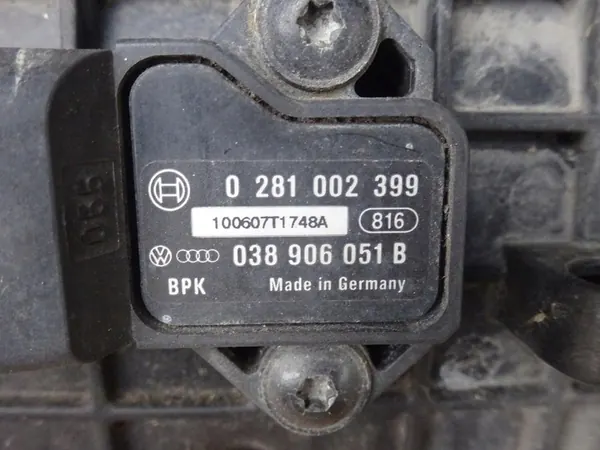 0 281 002 399
100607T1748A 816
038 906 051 B
BPK Made in Germany